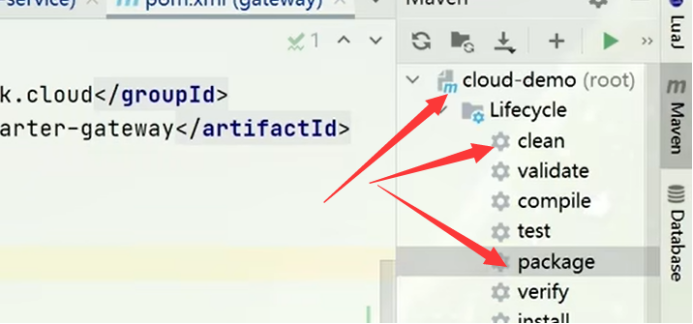 -service)
pom.xml (gateway)
Maven
1
k.cloud</groupId>
arter-gateway</artifactId>
cloud-demo (root)
Lifecycle
clean
validate
compile
test
package
verify
install
LuaJ
m Maven
Database